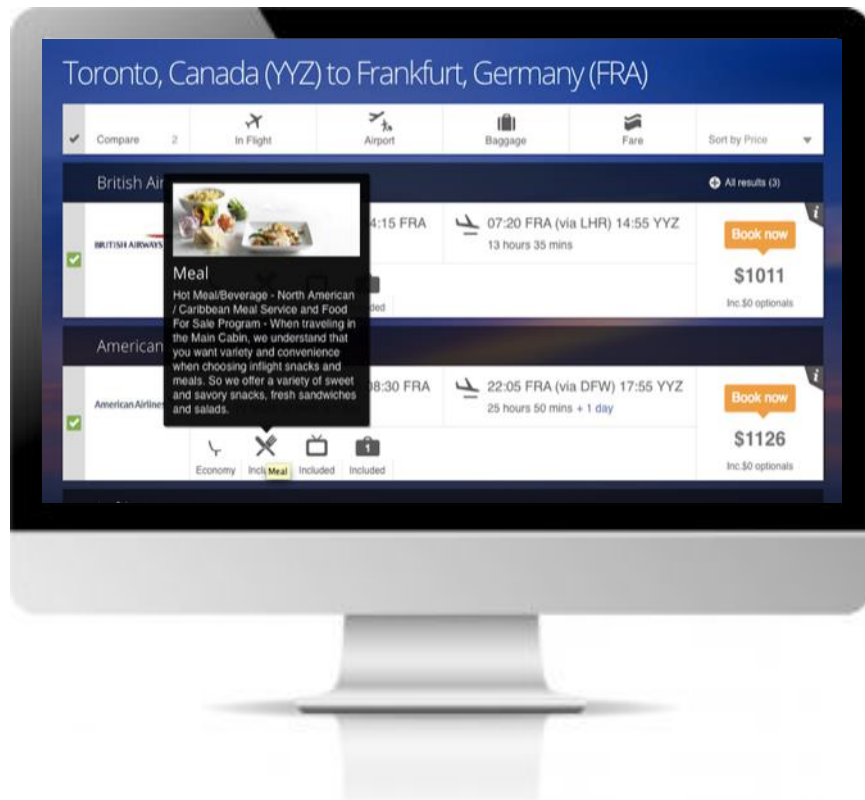 Toronto, Canada (YYZ) to Frankfurt, Germany (FRA)
Compare 2 In Flight Airport Baggage Fare Sort by Price
British Air
All results (3)
BRITISH AIRWAYS
4:15 FRA
07:20 FRA (via LHR) 14:55 YYZ
13 hours 35 mins
Book now
$1011
Inc.$0 optionals
Meal
Hot Meal/Beverage - North American
/ Caribbean Meal Service and Food
For Sale Program - When traveling in
the Main Cabin, we understand that
you want variety and convenience
when choosing inflight snacks and
meals. So we offer a variety of sweet
and savory snacks, fresh sandwiches
and salads.
American
American Airlines
08:30 FRA
22:05 FRA (via DFW) 17:55 YYZ
25 hours 50 mins + 1 day
Book now
$1126
Inc.$0 optionals
1
Economy Inclu Meal Included Included